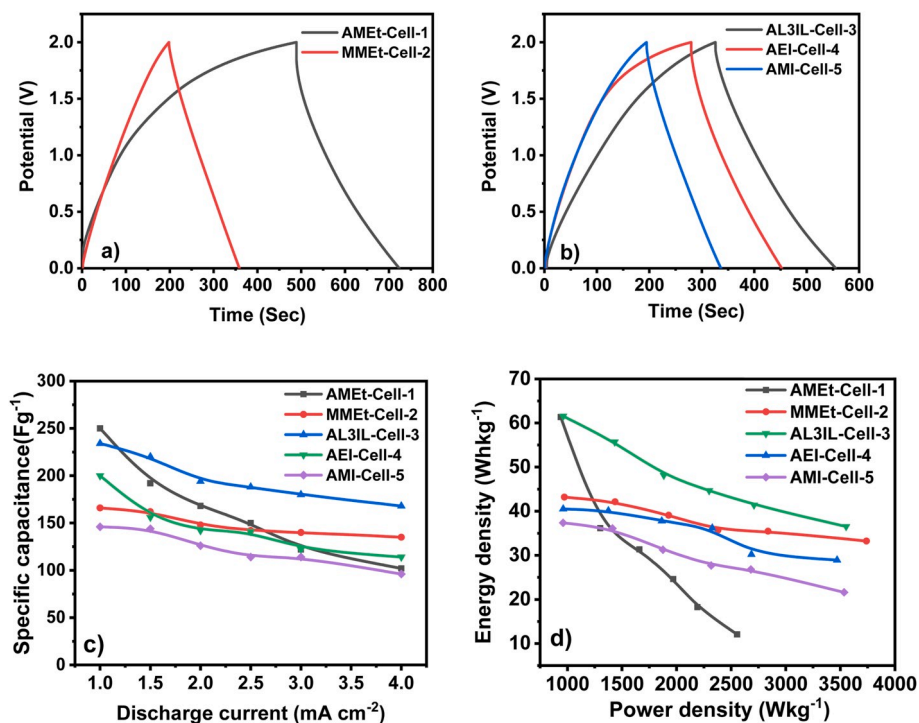 AMEt-Cell-1
MMEt-Cell-2
2.0
1.5
1.0
0.5
0.0
Potential (V)
a)
0 100 200 300 400 500 600 700 800
Time (Sec)
AL3IL-Cell-3
AEI-Cell-4
AMI-Cell-5
2.0
1.5
1.0
0.5
0.0
Potential (V)
b)
0 100 200 300 400 500 600
Time (Sec)
AMEt-Cell-1
MMEt-Cell-2
AL3IL-Cell-3
AEI-Cell-4
AMI-Cell-5
300
250
200
150
100
50
0
Specific capacitance(Fg⁻¹)
c)
1.0 1.5 2.0 2.5 3.0 3.5 4.0
Discharge current (mA cm⁻²)
AMEt-Cell-1
MMEt-Cell-2
AL3IL-Cell-3
AEI-Cell-4
AMI-Cell-5
70
60
50
40
30
20
10
Energy density (Whkg⁻¹)
d)
1000 1500 2000 2500 3000 3500 4000
Power density (Wkg⁻¹)